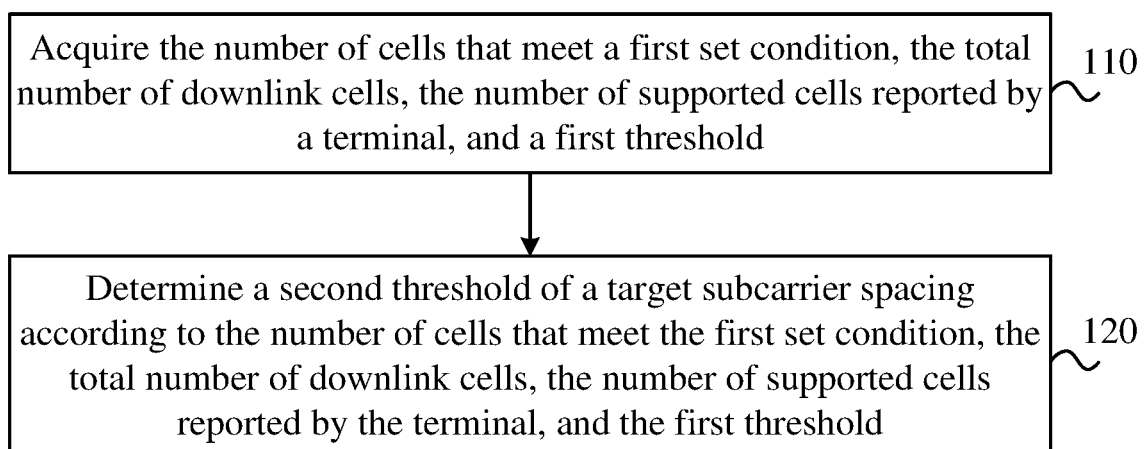 Acquire the number of cells that meet a first set condition, the total
number of downlink cells, the number of supported cells reported by
a terminal, and a first threshold
110
Determine a second threshold of a target subcarrier spacing
according to the number of cells that meet the first set condition, the
total number of downlink cells, the number of supported cells
reported by the terminal, and the first threshold
120